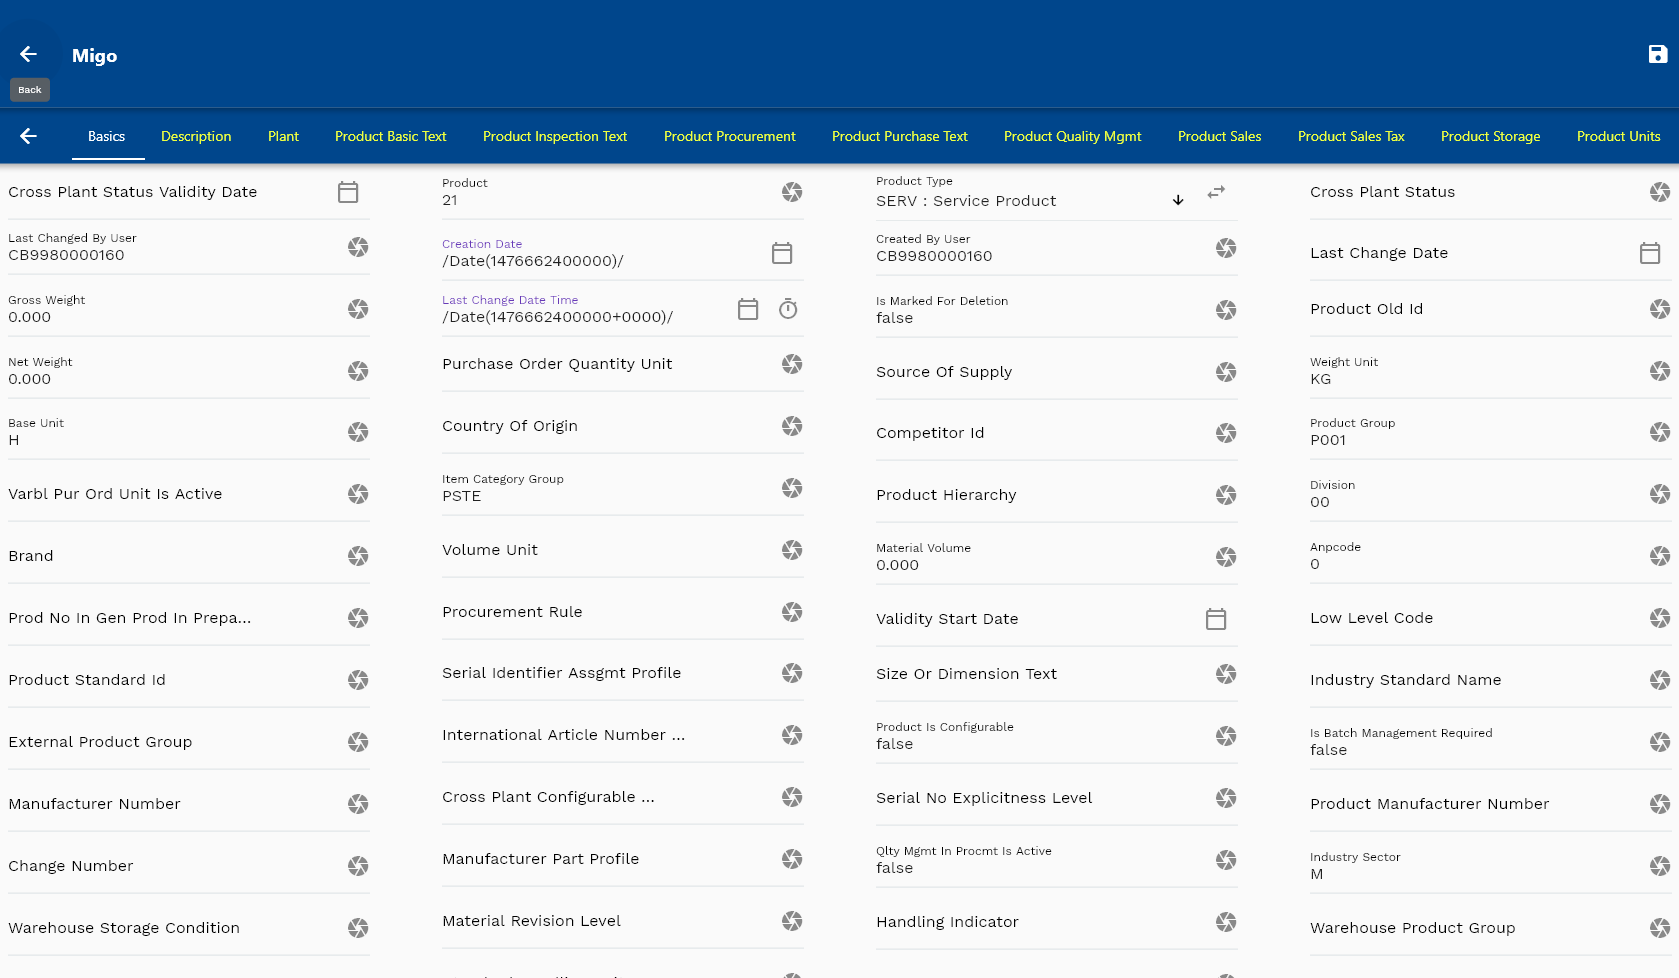 Migo
Back
Basics
Description
Plant
Product Basic Text
Product Inspection Text
Product Procurement
Product Purchase Text
Product Quality Mgmt
Product Sales
Product Sales Tax
Product Storage
Product Units
Cross Plant Status Validity Date
Product
21
Product Type
SERV : Service Product
Cross Plant Status
Last Changed By User
CB9980000160
Creation Date
/Date(1476662400000)/
Created By User
CB9980000160
Last Change Date
Gross Weight
0.000
Last Change Date Time
/Date(1476662400000+0000)/
Is Marked For Deletion
false
Product Old Id
Net Weight
0.000
Purchase Order Quantity Unit
Source Of Supply
Weight Unit
KG
Base Unit
H
Country Of Origin
Competitor Id
Product Group
P001
Varbl Pur Ord Unit Is Active
Item Category Group
PSTE
Product Hierarchy
Division
00
Brand
Volume Unit
Material Volume
0.000
Anpcode
0
Prod No In Gen Prod In Prepa...
Procurement Rule
Validity Start Date
Low Level Code
Product Standard Id
Serial Identifier Assgmt Profile
Size Or Dimension Text
Industry Standard Name
External Product Group
International Article Number ...
Product Is Configurable
false
Is Batch Management Required
false
Manufacturer Number
Cross Plant Configurable ...
Serial No Explicitness Level
Product Manufacturer Number
Change Number
Manufacturer Part Profile
Qlty Mgmt In Procmt Is Active
false
Industry Sector
M
Warehouse Storage Condition
Material Revision Level
Handling Indicator
Warehouse Product Group